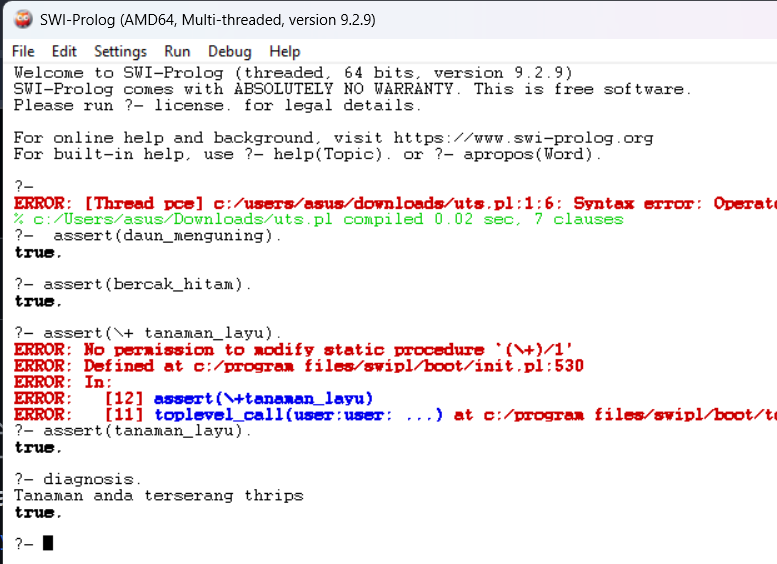 SWI-Prolog (AMD64, Multi-threaded, version 9.2.9)
File Edit Settings Run Debug Help
Welcome to SWI-Prolog (threaded, 64 bits, version 9.2.9)
SWI-Prolog comes with ABSOLUTELY NO WARRANTY. This is free software.
Please run ?- license. for legal details.
For online help and background, visit https://www.swi-prolog.org
For built-in help, use ?- help(Topic). or ?- apropos(Word).
?-
ERROR: [Thread pce] c:/users/asus/downloads/uts.pl:1:6: Syntax error: Operato
% c:/Users/asus/Downloads/uts.pl compiled 0.02 sec, 7 clauses
?-  assert(daun_menguning).
true.
?- assert(bercak_hitam).
true.
?- assert(\+ tanaman_layu).
ERROR: No permission to modify static procedure `(\+)/1'
ERROR: Defined at c:/program files/swipl/boot/init.pl:530
ERROR: In:
ERROR:   [12] assert(\+tanaman_layu)
ERROR:   [11] toplevel_call(user:user: ...) at c:/program files/swipl/boot/to
?- assert(tanaman_layu).
true.
?- diagnosis.
Tanaman anda terserang thrips
true.
?-